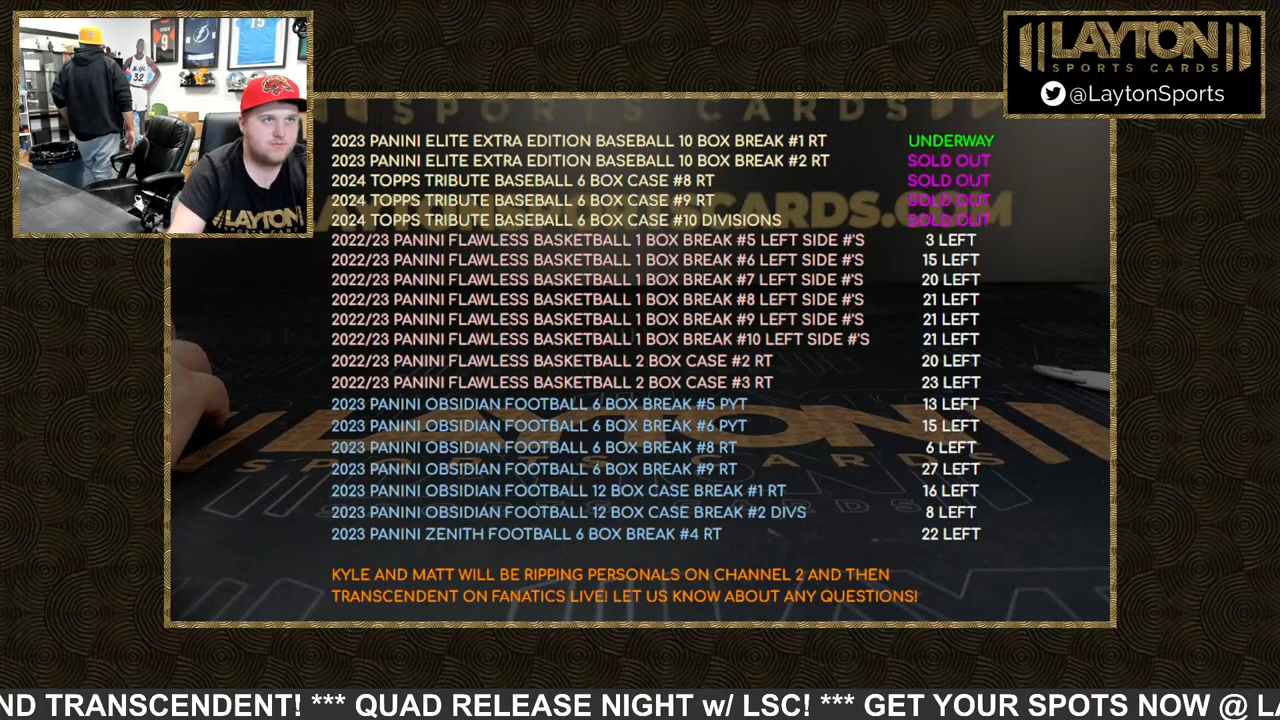 LAYTON
SPORTS CARDS
@LaytonSports
SPORTS CARDS
2023 PANINI ELITE EXTRA EDITION BASEBALL 10 BOX BREAK #1 RT UNDERWAY
2023 PANINI ELITE EXTRA EDITION BASEBALL 10 BOX BREAK #2 RT SOLD OUT
2024 TOPPS TRIBUTE BASEBALL 6 BOX CASE #8 RT SOLD OUT
2024 TOPPS TRIBUTE BASEBALL 6 BOX CASE #9 RT SOLD OUT
2024 TOPPS TRIBUTE BASEBALL 6 BOX CASE #10 DIVISIONS SOLD OUT
2022/23 PANINI FLAWLESS BASKETBALL 1 BOX BREAK #5 LEFT SIDE #'S 3 LEFT
2022/23 PANINI FLAWLESS BASKETBALL 1 BOX BREAK #6 LEFT SIDE #'S 15 LEFT
2022/23 PANINI FLAWLESS BASKETBALL 1 BOX BREAK #7 LEFT SIDE #'S 20 LEFT
2022/23 PANINI FLAWLESS BASKETBALL 1 BOX BREAK #8 LEFT SIDE #'S 21 LEFT
2022/23 PANINI FLAWLESS BASKETBALL 1 BOX BREAK #9 LEFT SIDE #'S 21 LEFT
2022/23 PANINI FLAWLESS BASKETBALL 1 BOX BREAK #10 LEFT SIDE #'S 21 LEFT
2022/23 PANINI FLAWLESS BASKETBALL 2 BOX CASE #2 RT 20 LEFT
2022/23 PANINI FLAWLESS BASKETBALL 2 BOX CASE #3 RT 23 LEFT
2023 PANINI OBSIDIAN FOOTBALL 6 BOX BREAK #5 PYT 13 LEFT
2023 PANINI OBSIDIAN FOOTBALL 6 BOX BREAK #6 PYT 15 LEFT
2023 PANINI OBSIDIAN FOOTBALL 6 BOX BREAK #8 RT 6 LEFT
2023 PANINI OBSIDIAN FOOTBALL 6 BOX BREAK #9 RT 27 LEFT
2023 PANINI OBSIDIAN FOOTBALL 12 BOX CASE BREAK #1 RT 16 LEFT
2023 PANINI OBSIDIAN FOOTBALL 12 BOX CASE BREAK #2 DIVS 8 LEFT
2023 PANINI ZENITH FOOTBALL 6 BOX BREAK #4 RT 22 LEFT
KYLE AND MATT WILL BE RIPPING PERSONALS ON CHANNEL 2 AND THEN
TRANSCENDENT ON FANATICS LIVE! LET US KNOW ABOUT ANY QUESTIONS!
LAYTON
32
9
ND TRANSCENDENT! *** QUAD RELEASE NIGHT w/ LSC! *** GET YOUR SPOTS NOW @ LA